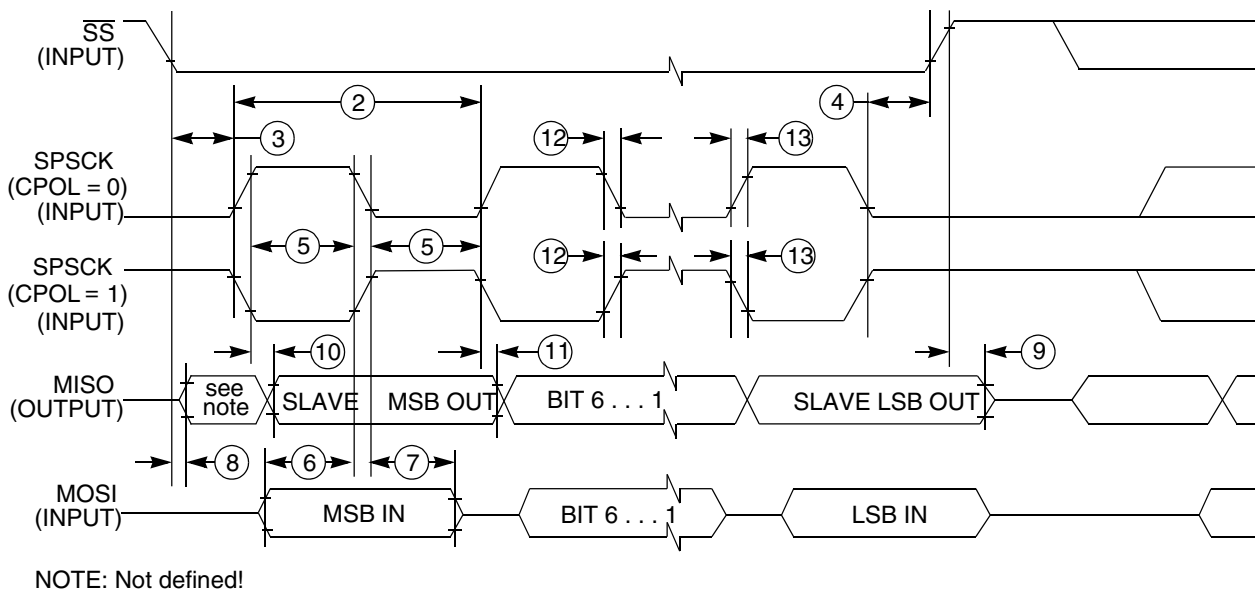 SS
(INPUT)
2
4
3
12
13
SPSCK
(CPOL = 0)
(INPUT)
5
5
12
13
SPSCK
(CPOL = 1)
(INPUT)
10
11
9
MISO
(OUTPUT)
see
note
SLAVE MSB OUT
BIT 6 . . . 1
SLAVE LSB OUT
8
6
7
MOSI
(INPUT)
MSB IN
BIT 6 . . . 1
LSB IN
NOTE: Not defined!